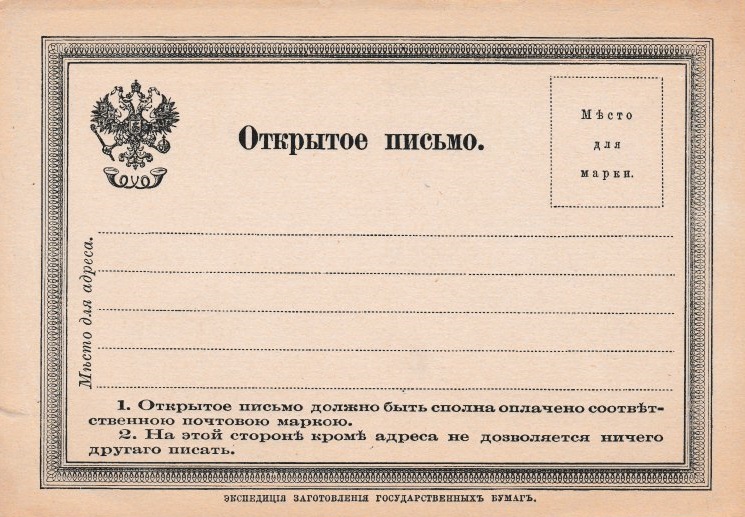 Открытое письмо.
Мѣсто
для
марки.
Мѣсто для адреса.
1. Открытое письмо должно быть сполна оплачено соотвѣт-
ственною почтовою маркою.
2. На этой сторонѣ кромѣ адреса не дозволяется ничего
другаго писать.
ЭКСПЕДИЦІЯ ЗАГОТОВЛЕНІЯ ГОСУДАРСТВЕННЫХЪ БУМАГЪ.